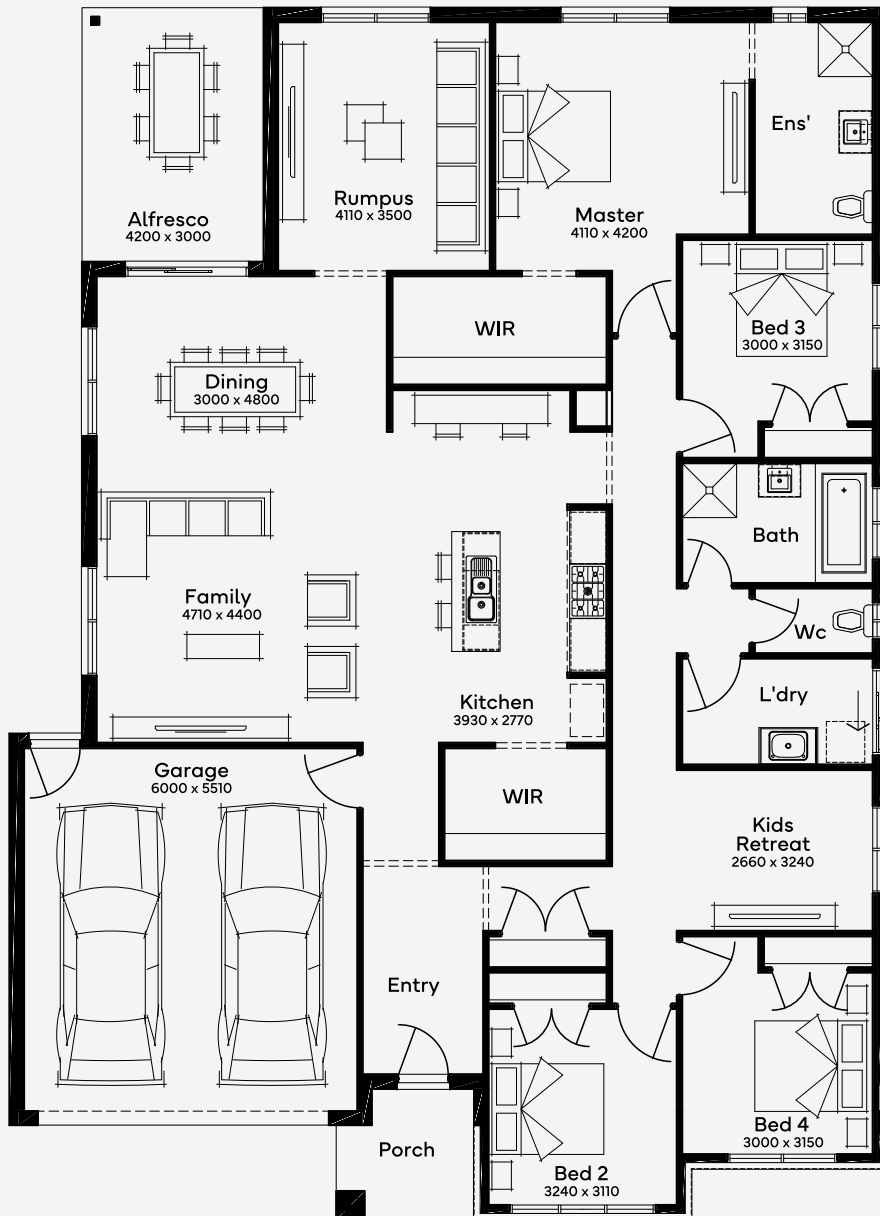 Ens'
Rumpus
4110 x 3500
Alfresco
4200 x 3000
Master
4110 x 4200
WIR
Bed 3
3000 x 3150
Dining
3000 x 4800
Bath
Family
4710 x 4400
Wc
L'dry
Kitchen
3930 x 2770
Garage
6000 x 5510
WIR
Kids
Retreat
2660 x 3240
Entry
Porch
Bed 4
3000 x 3150
Bed 2
3240 x 3110